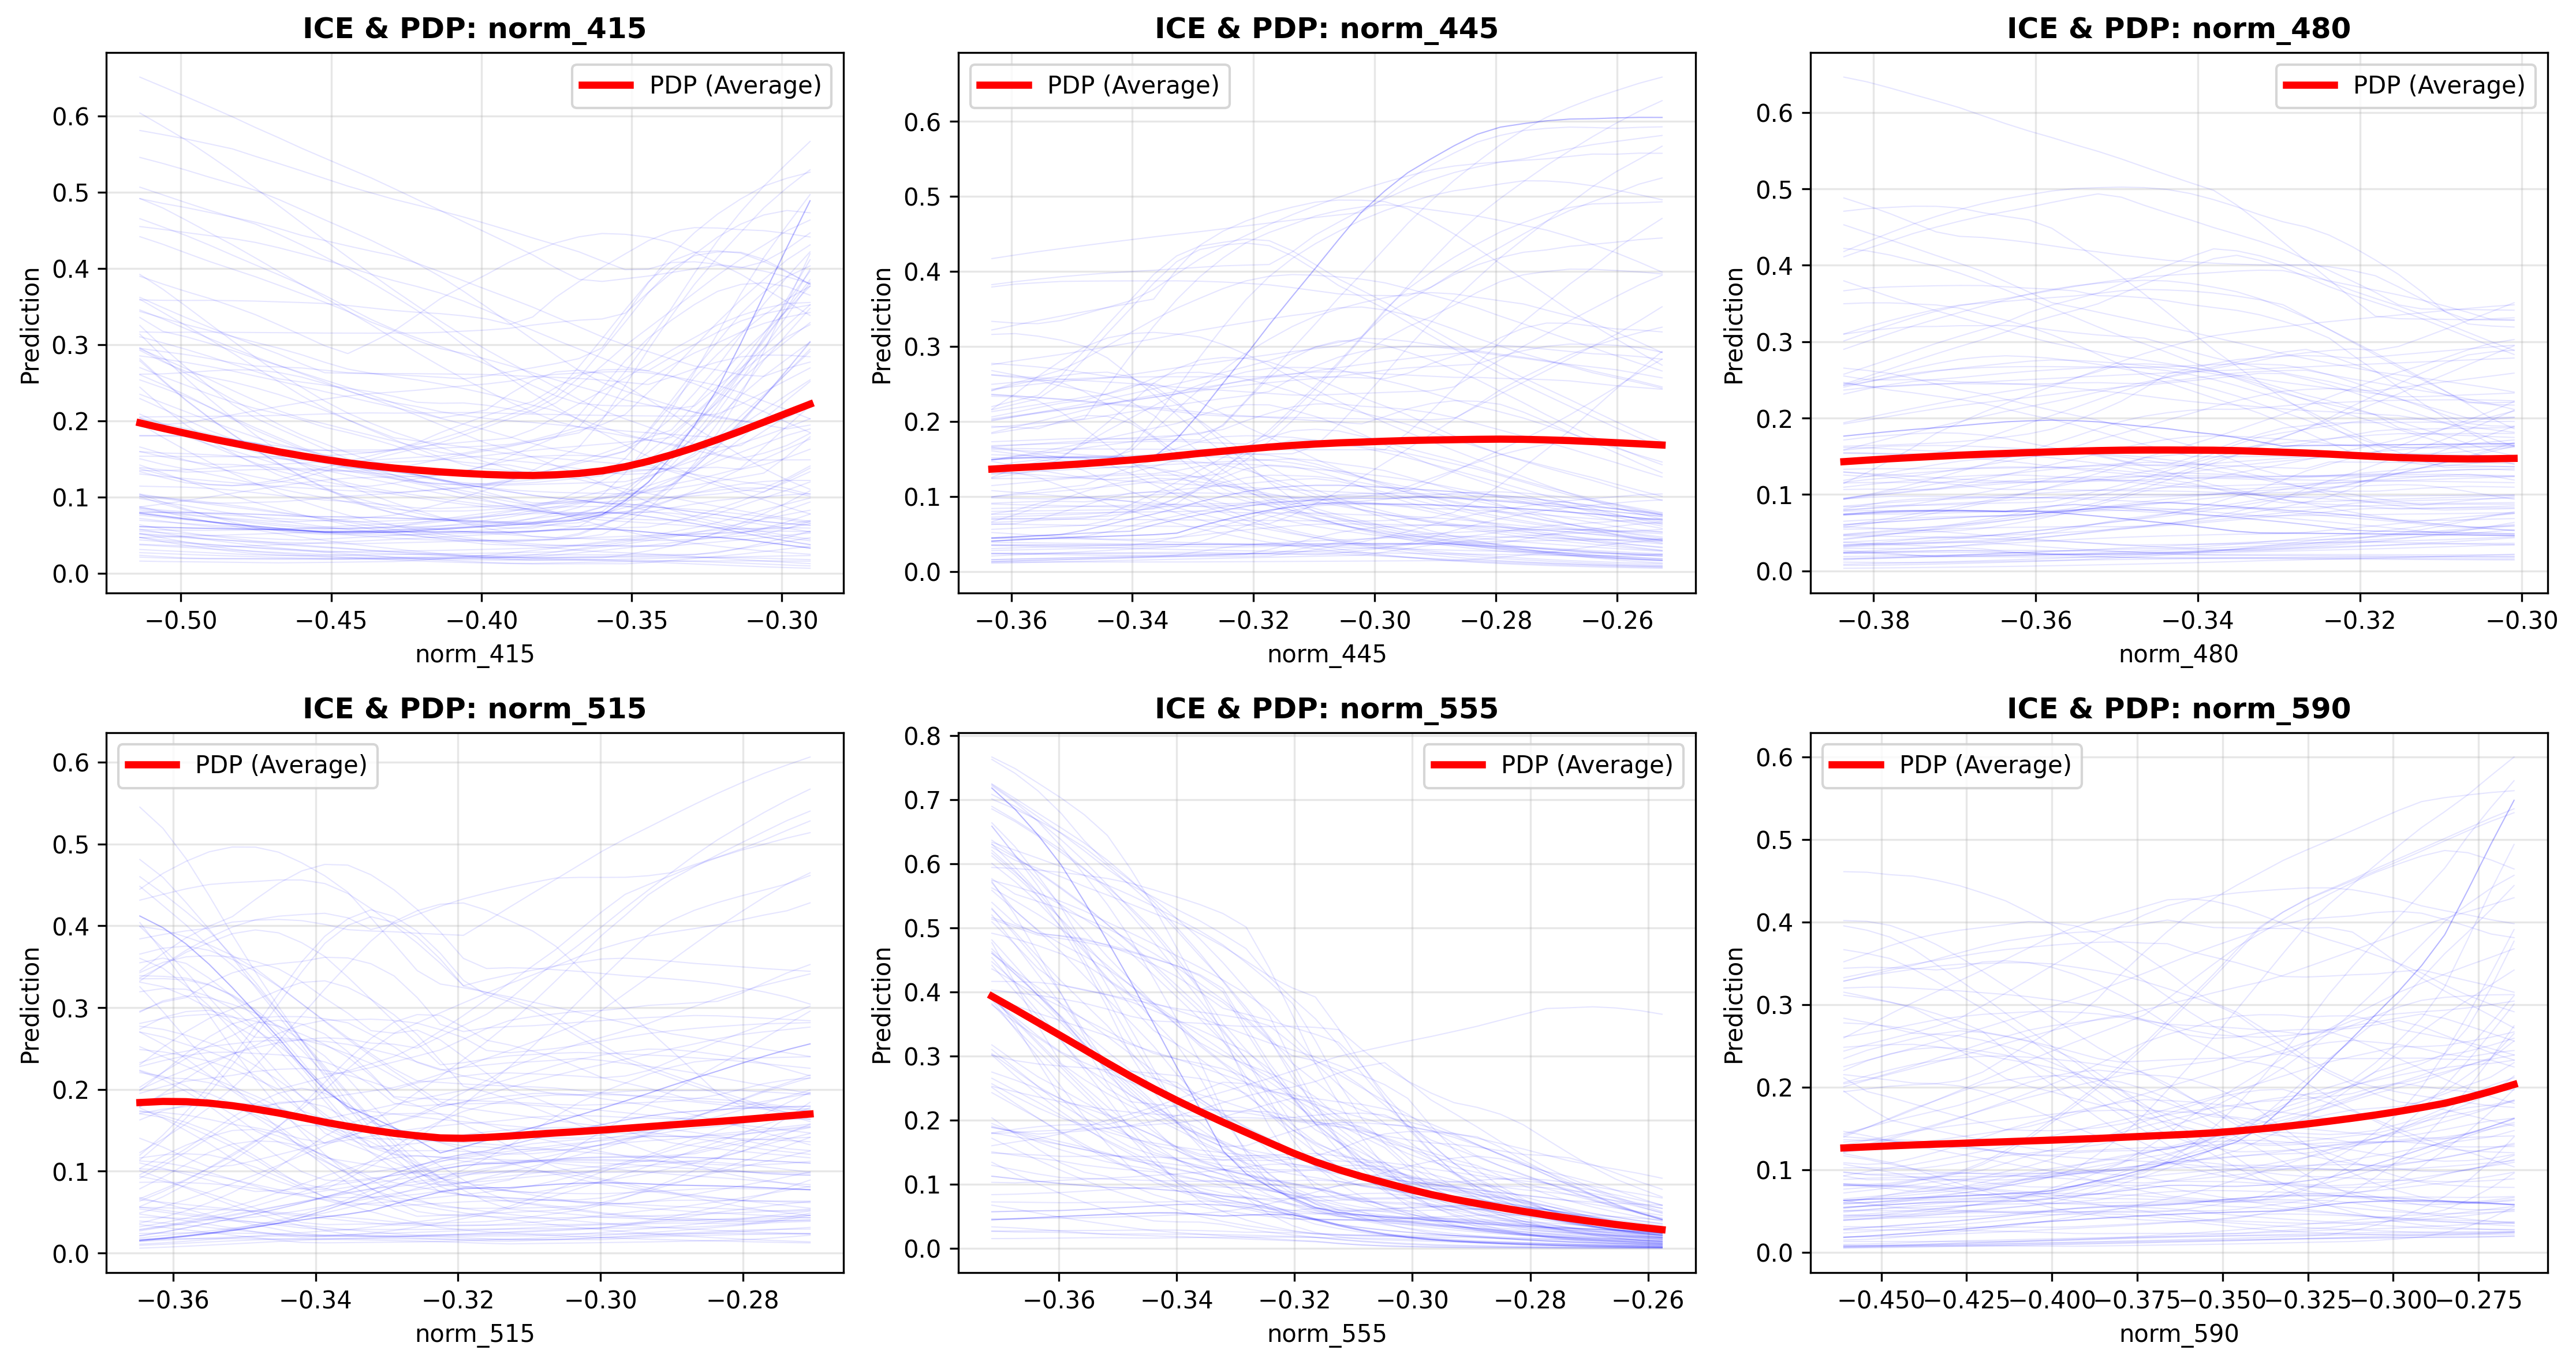 ICE & PDP: norm_415
PDP (Average)
Prediction
0.6
0.5
0.4
0.3
0.2
0.1
0.0
−0.50 −0.45 −0.40 −0.35 −0.30
norm_415
ICE & PDP: norm_445
PDP (Average)
Prediction
0.6
0.5
0.4
0.3
0.2
0.1
0.0
−0.36 −0.34 −0.32 −0.30 −0.28 −0.26
norm_445
ICE & PDP: norm_480
PDP (Average)
Prediction
0.6
0.5
0.4
0.3
0.2
0.1
0.0
−0.38 −0.36 −0.34 −0.32 −0.30
norm_480
ICE & PDP: norm_515
PDP (Average)
Prediction
0.6
0.5
0.4
0.3
0.2
0.1
0.0
−0.36 −0.34 −0.32 −0.30 −0.28
norm_515
ICE & PDP: norm_555
PDP (Average)
Prediction
0.8
0.7
0.6
0.5
0.4
0.3
0.2
0.1
0.0
−0.36 −0.34 −0.32 −0.30 −0.28 −0.26
norm_555
ICE & PDP: norm_590
PDP (Average)
Prediction
0.6
0.5
0.4
0.3
0.2
0.1
0.0
−0.450 −0.425 −0.400 −0.375 −0.350 −0.325 −0.300 −0.275
norm_590